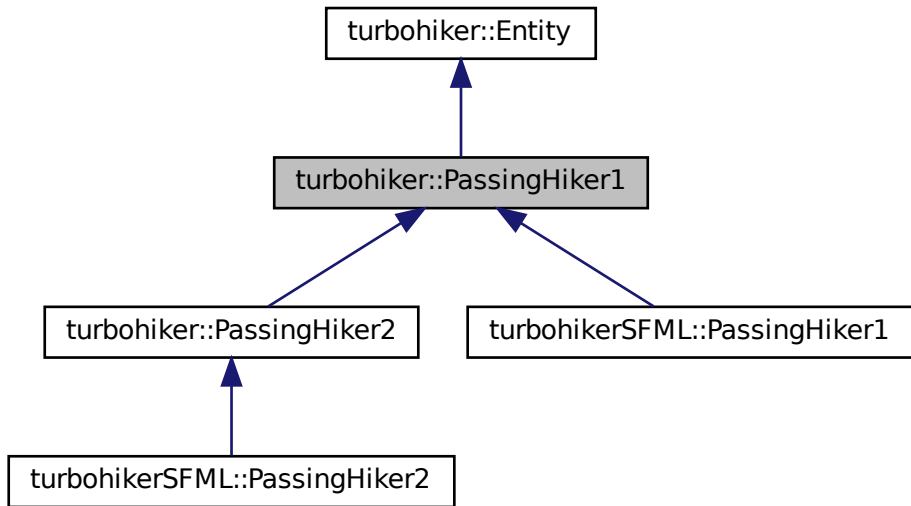 turbohiker::Entity
turbohiker::PassingHiker1
turbohiker::PassingHiker2
turbohikerSFML::PassingHiker1
turbohikerSFML::PassingHiker2